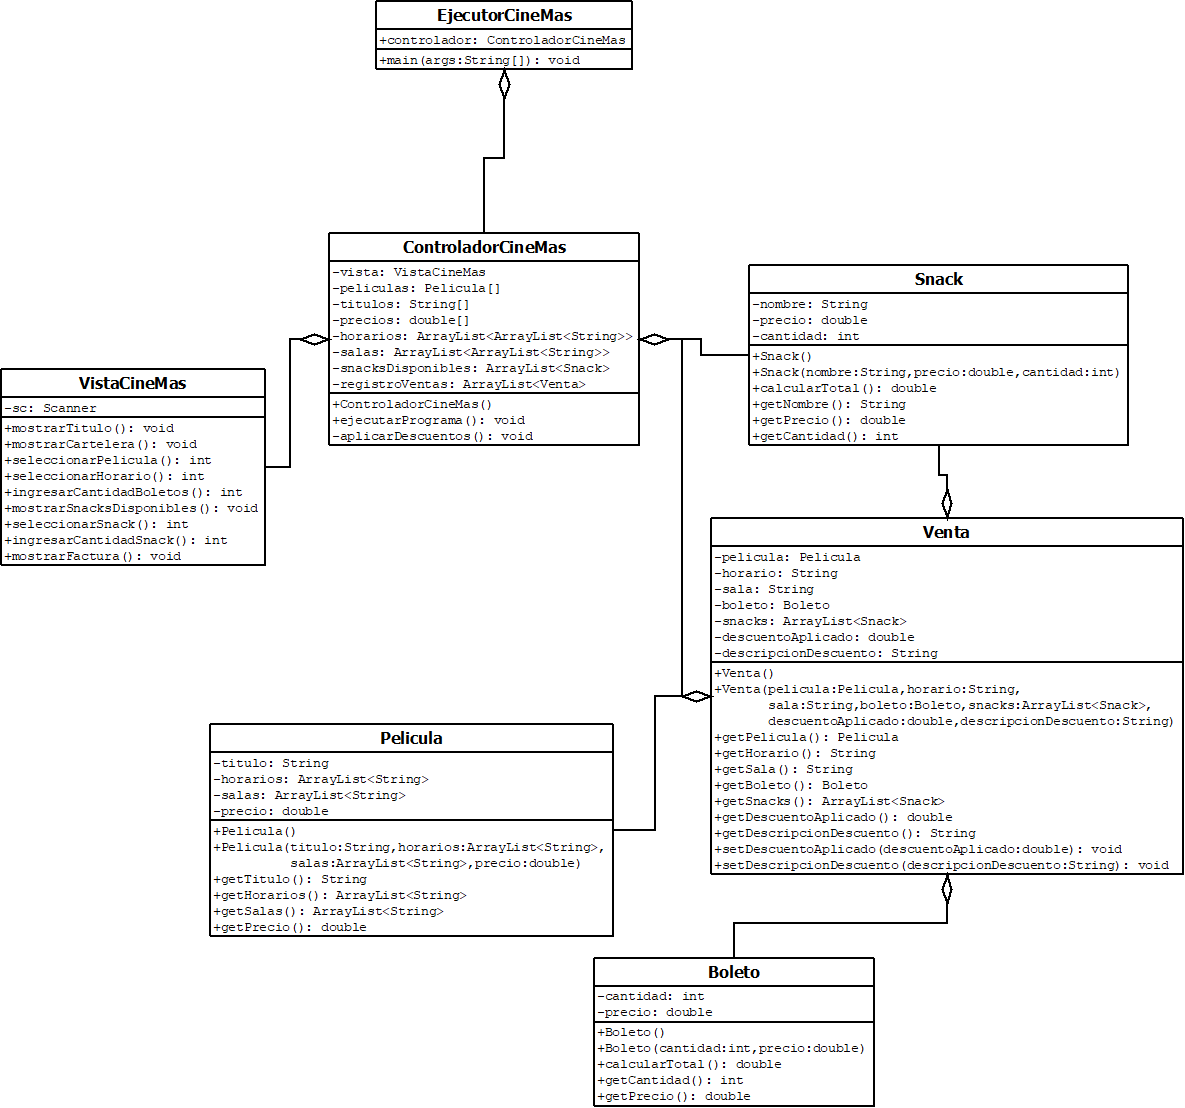 EjecutorCineMas
+controlador: ControladorCineMas
+main(args:String[]): void
ControladorCineMas
-vista: VistaCineMas
-peliculas: Pelicula[]
-titulos: String[]
-precios: double[]
-horarios: ArrayList<ArrayList<String>>
-salas: ArrayList<ArrayList<String>>
-snacksDisponibles: ArrayList<Snack>
-registroVentas: ArrayList<Venta>
+ControladorCineMas()
+ejecutarPrograma(): void
-aplicarDescuentos(): void
Snack
-nombre: String
-precio: double
-cantidad: int
+Snack()
+Snack(nombre:String,precio:double,cantidad:int)
+calcularTotal(): double
+getNombre(): String
+getPrecio(): double
+getCantidad(): int
VistaCineMas
-sc: Scanner
+mostrarTitulo(): void
+mostrarCartelera(): void
+seleccionarPelicula(): int
+seleccionarHorario(): int
+ingresarCantidadBoletos(): int
+mostrarSnacksDisponibles(): void
+seleccionarSnack(): int
+ingresarCantidadSnack(): int
+mostrarFactura(): void
Venta
-pelicula: Pelicula
-horario: String
-sala: String
-boleto: Boleto
-snacks: ArrayList<Snack>
-descuentoAplicado: double
-descripcionDescuento: String
+Venta()
+Venta(pelicula:Pelicula,horario:String,
sala:String,boleto:Boleto,snacks:ArrayList<Snack>,
descuentoAplicado:double,descripcionDescuento:String)
+getPelicula(): Pelicula
+getHorario(): String
+getSala(): String
+getBoleto(): Boleto
+getSnacks(): ArrayList<Snack>
+getDescuentoAplicado(): double
+getDescripcionDescuento(): String
+setDescuentoAplicado(descuentoAplicado:double): void
+setDescripcionDescuento(descripcionDescuento:String): void
Pelicula
-titulo: String
-horarios: ArrayList<String>
-salas: ArrayList<String>
-precio: double
+Pelicula()
+Pelicula(titulo:String,horarios:ArrayList<String>,
salas:ArrayList<String>,precio:double)
+getTitulo(): String
+getHorarios(): ArrayList<String>
+getSalas(): ArrayList<String>
+getPrecio(): double
Boleto
-cantidad: int
-precio: double
+Boleto()
+Boleto(cantidad:int,precio:double)
+calcularTotal(): double
+getCantidad(): int
+getPrecio(): double